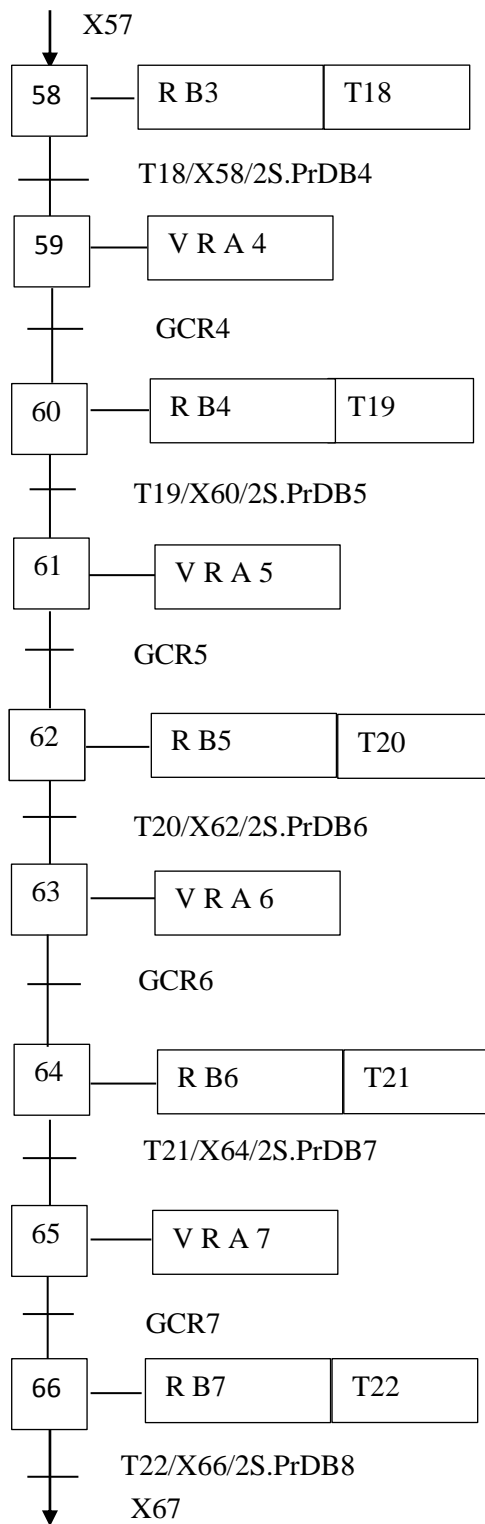 X57
58 R B3 T18
T18/X58/2S.PrDB4
59 V R A 4
GCR4
60 R B4 T19
T19/X60/2S.PrDB5
61 V R A 5
GCR5
62 R B5 T20
T20/X62/2S.PrDB6
63 V R A 6
GCR6
64 R B6 T21
T21/X64/2S.PrDB7
65 V R A 7
GCR7
66 R B7 T22
T22/X66/2S.PrDB8
X67